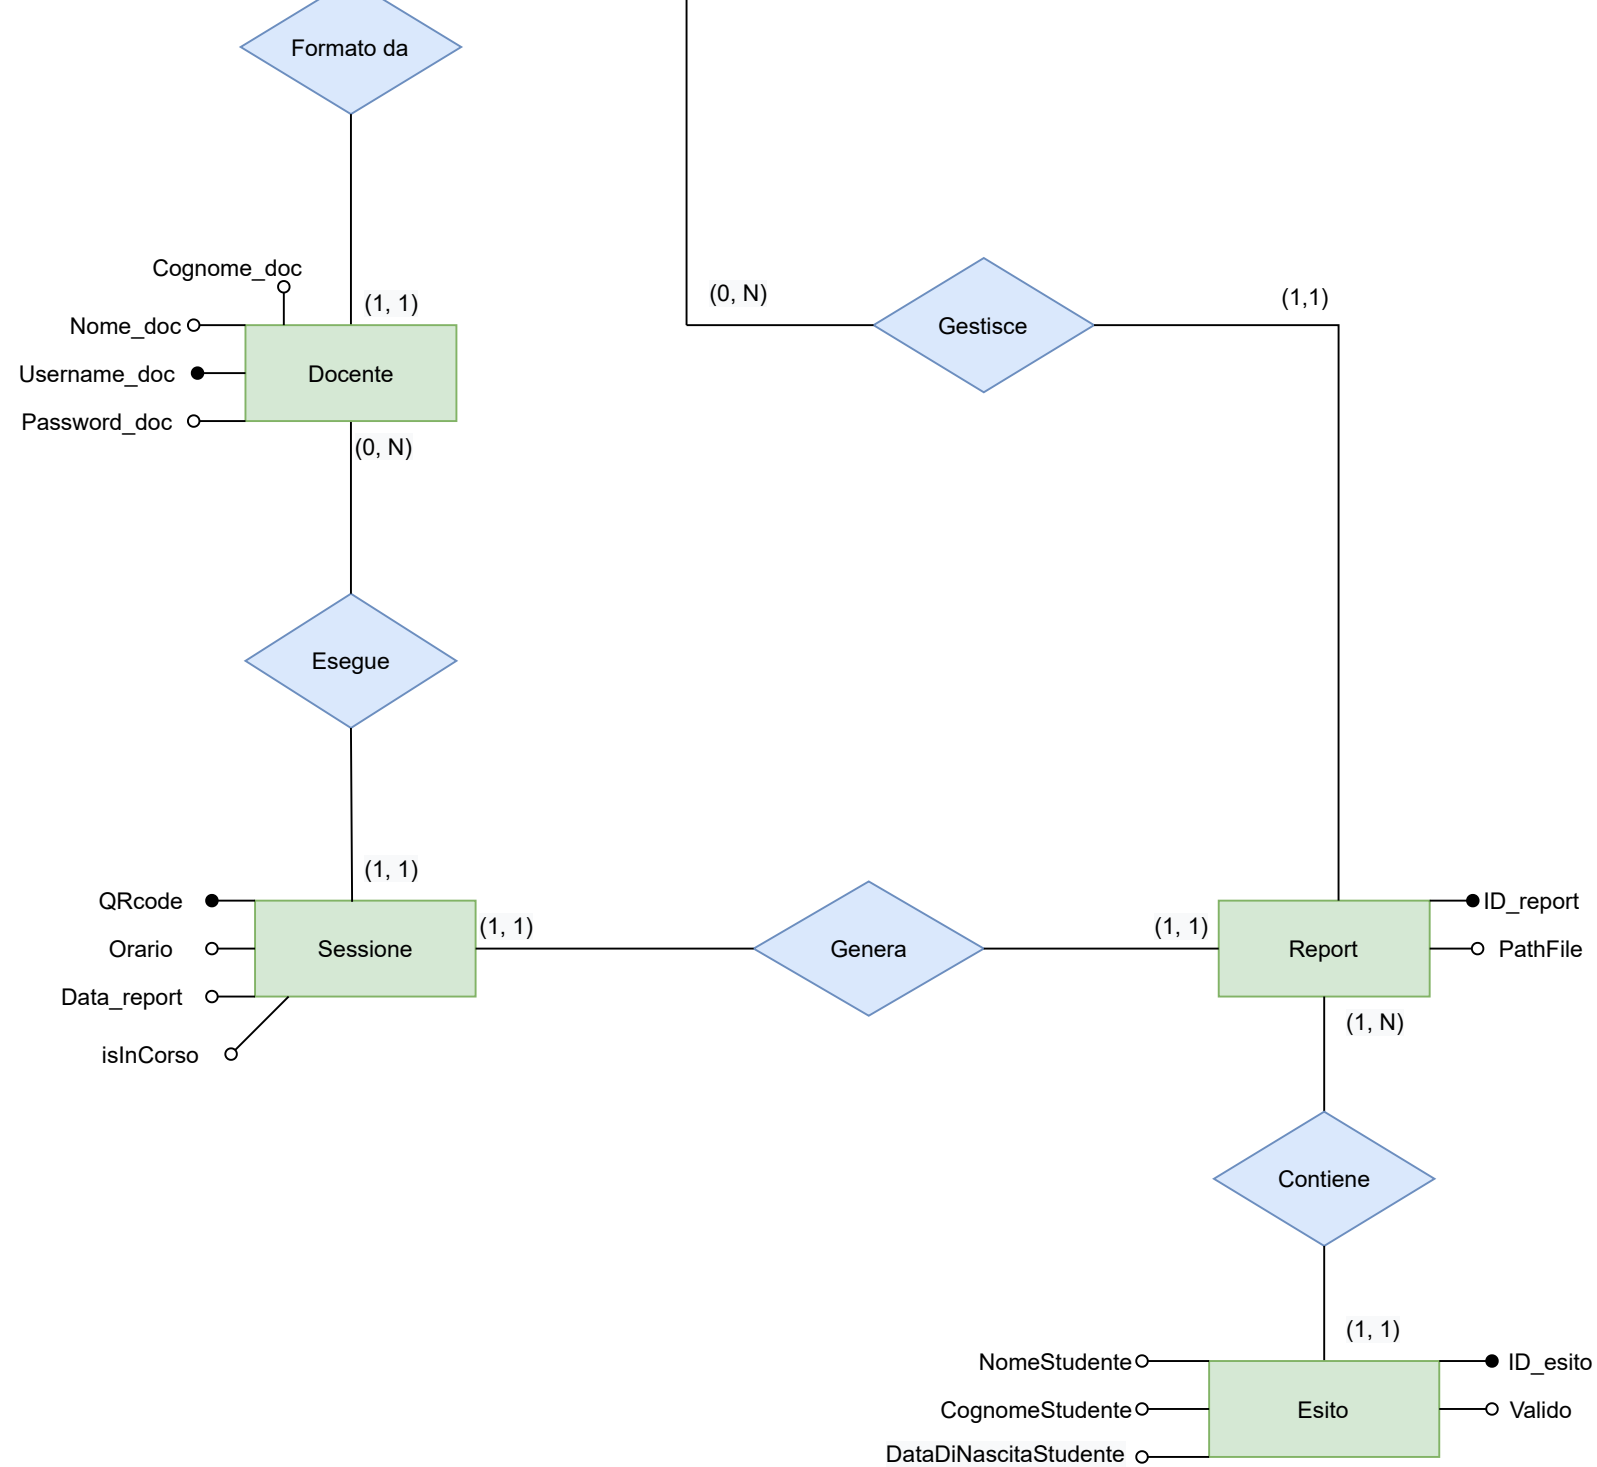 Formato da
Cognome_doc
(1, 1)
Nome_doc
Username_doc
Docente
Password_doc
(0, N)
(0, N)
Gestisce
(1,1)
Esegue
(1, 1)
QRcode
Orario
Sessione
Data_report
isInCorso
(1, 1)
Genera
(1, 1)
ID_report
Report
PathFile
(1, N)
Contiene
(1, 1)
NomeStudente
ID_esito
CognomeStudente
Esito
Valido
DataDiNascitaStudente